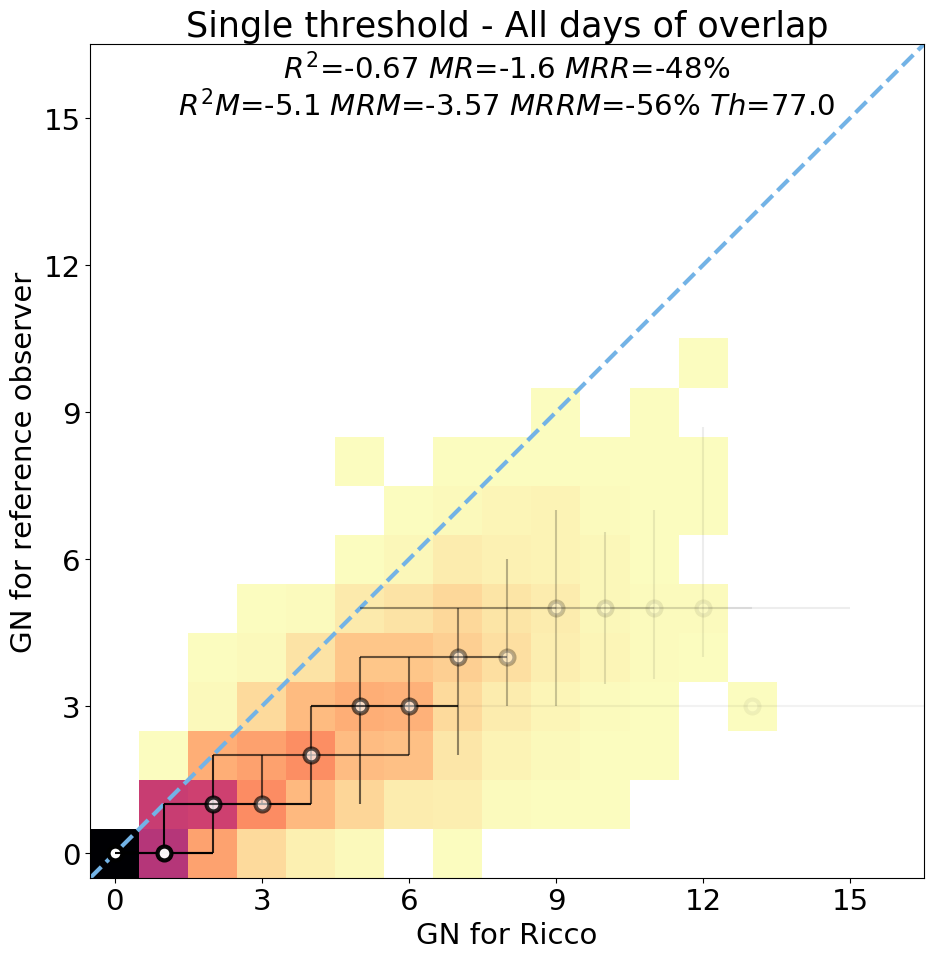 Single threshold - All days of overlap
R²=-0.67 MR=-1.6 MRR=-48%
R²M=-5.1 MRM=-3.57 MRRM=-56% Th=77.0
15
12
9
6
3
0
GN for reference observer
0 3 6 9 12 15
GN for Ricco